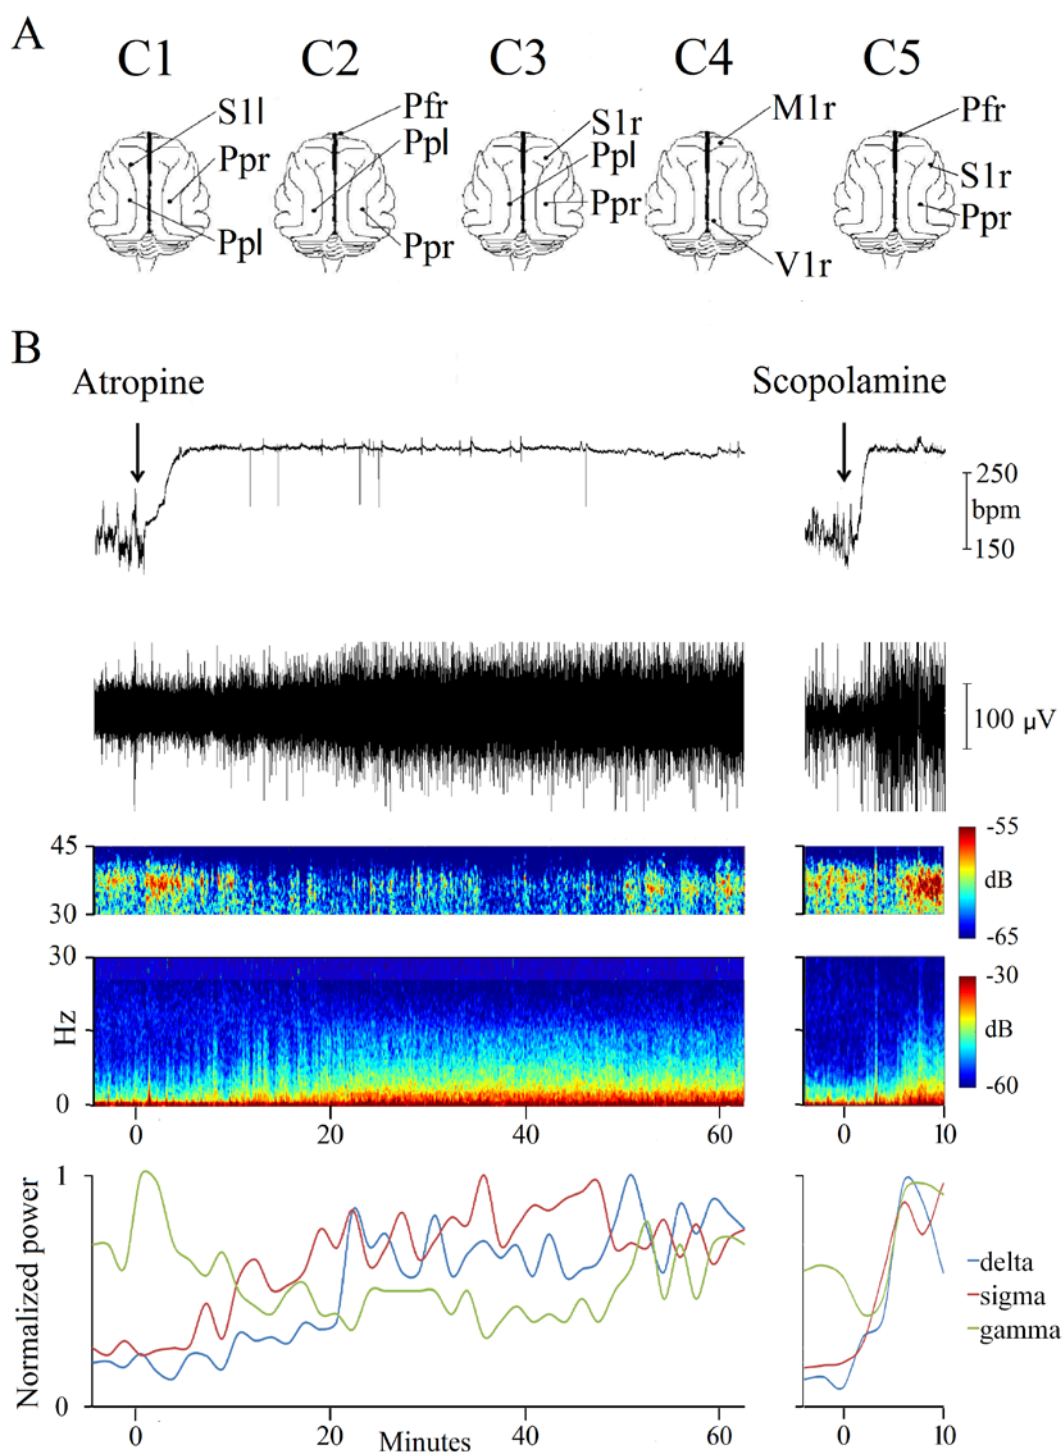 A
C1 C2 C3 C4 C5
S1l
Ppr
Ppl
Pfr
Ppl
Ppr
S1r
Ppl
Ppr
M1r
V1r
Pfr
S1r
Ppr
B
Atropine
Scopolamine
250
bpm
150
100 µV
45
30
-55
dB
-65
30
Hz
0
-30
dB
-60
0 20 40 60
0 10
Normalized power
1
0
delta
sigma
gamma
0 20 40 60
0 10
Minutes